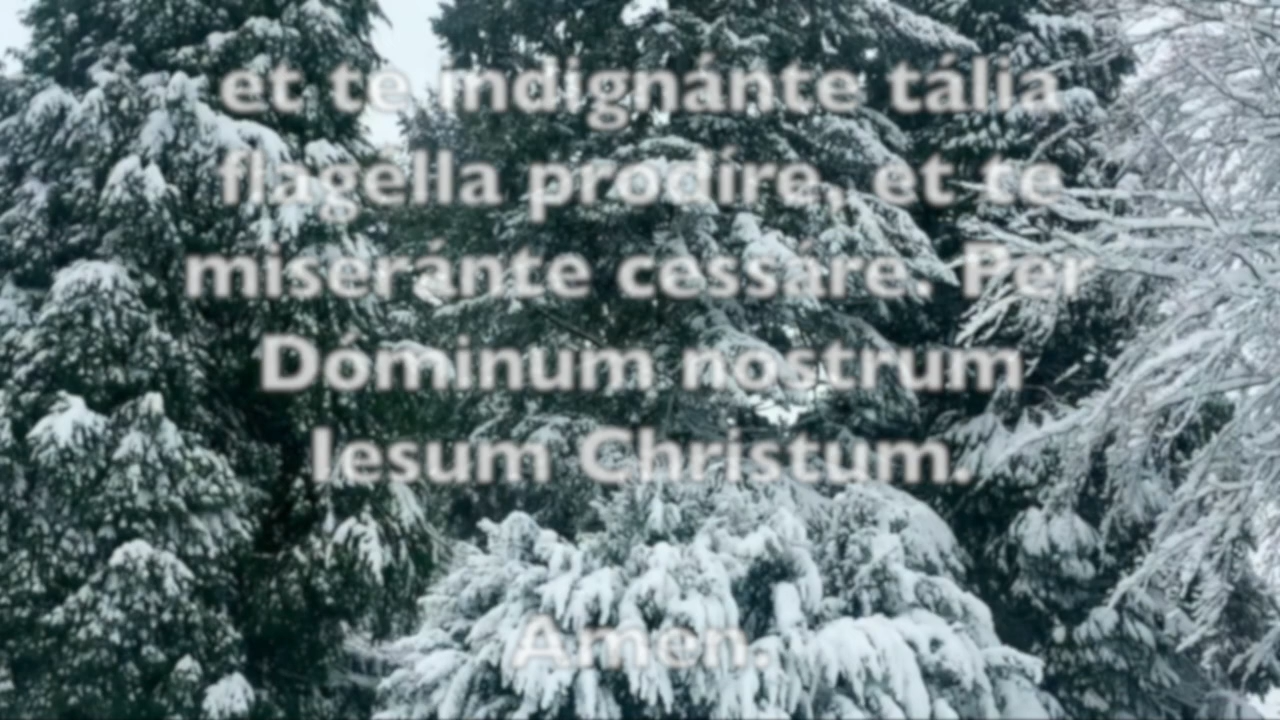 et te indignánte tália
flagella prodíre, et te
miseránte cessáre. Per
Dóminum nostrum
Iesum Christum.
Amen.